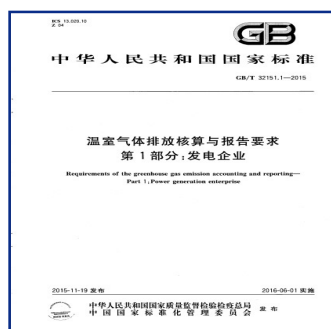 ICS 13.020.10
Z 04
GB
中华人民共和国国家标准
GB/T 32151.1—2015
温室气体排放核算与报告要求
第1部分:发电企业
Requirements of the greenhouse gas emission accounting and reporting—
Part 1: Power generation enterprise
2015-11-19 发布
2016-06-01 实施
中华人民共和国国家质量监督检验检疫总局
中国国家标准化管理委员会
发布